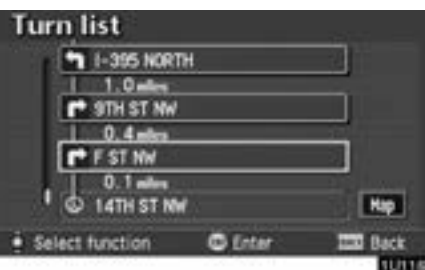 Turn list
I-395 NORTH
1.0 miles
9TH ST NW
0.4 miles
F ST NW
0.1 miles
14TH ST NW
Map
Select function
Enter
Back